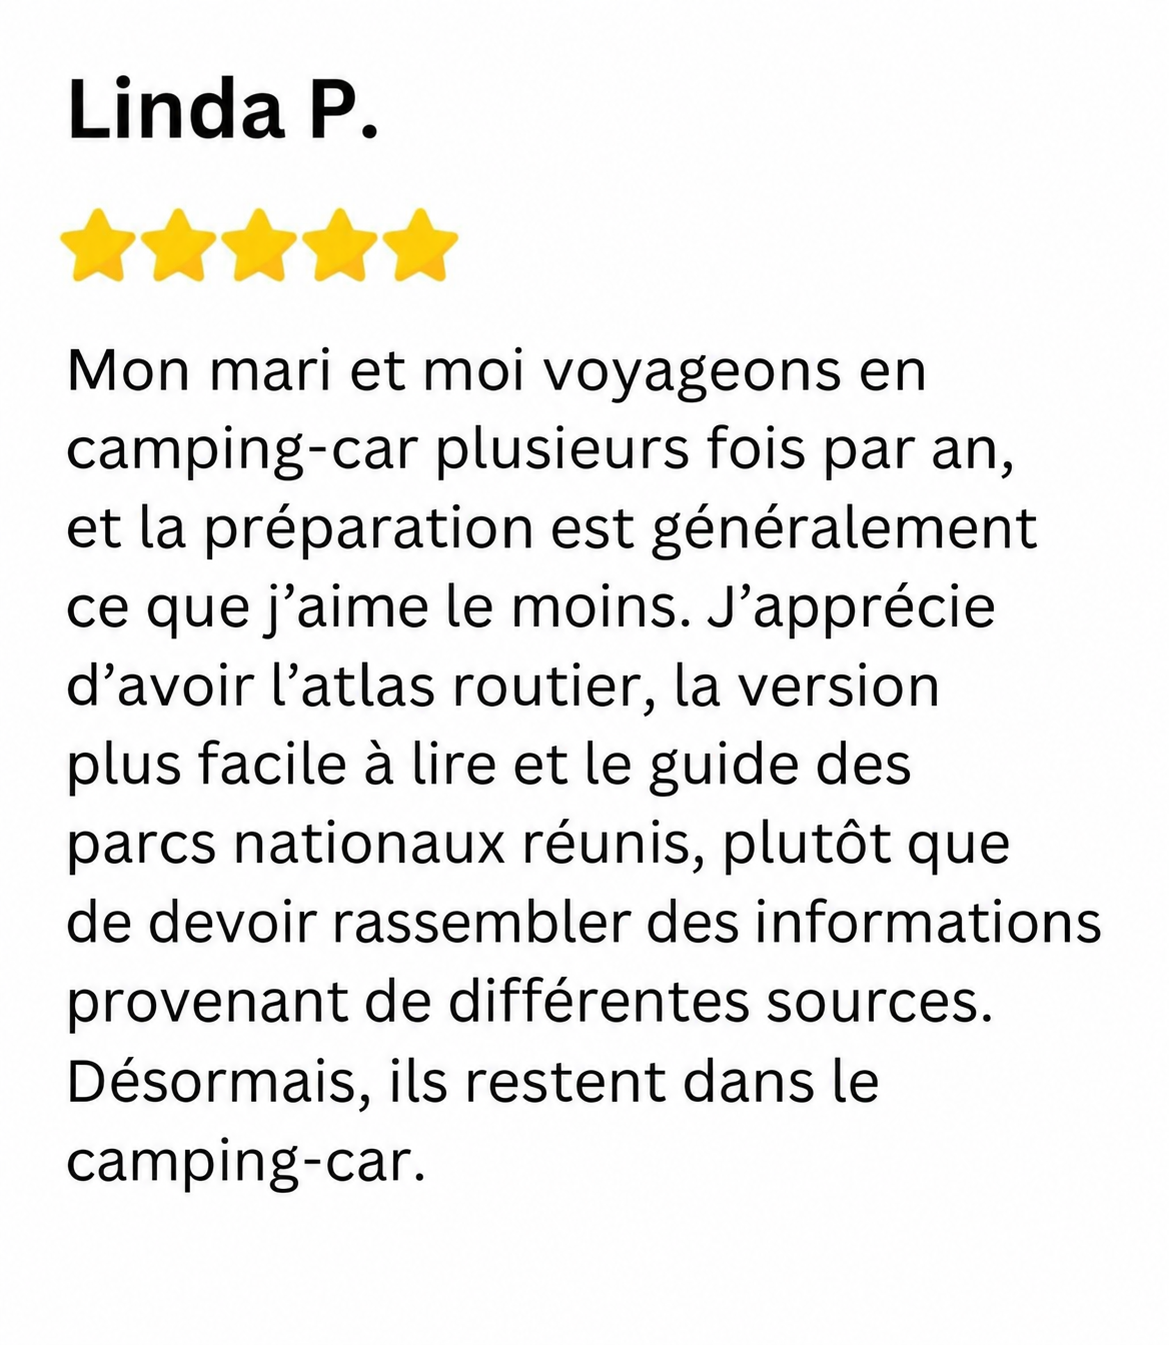 Linda P.
Mon mari et moi voyageons en
camping-car plusieurs fois par an,
et la préparation est généralement
ce que j’aime le moins. J’apprécie
d’avoir l’atlas routier, la version
plus facile à lire et le guide des
parcs nationaux réunis, plutôt que
de devoir rassembler des informations
provenant de différentes sources.
Désormais, ils restent dans le
camping-car.